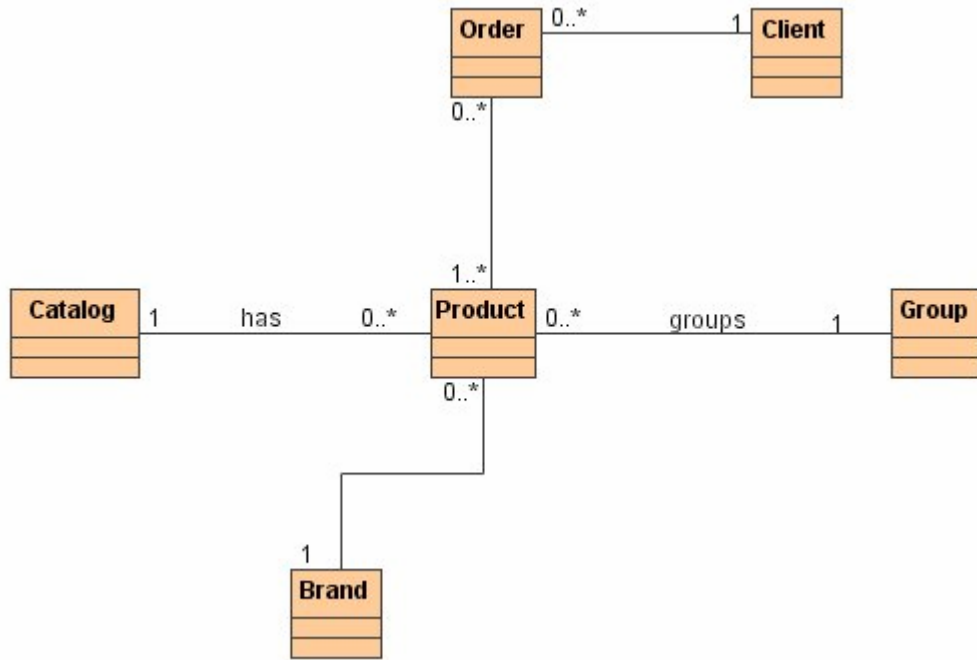 Order
0..*
1
Client
0..*
1..*
Catalog
1
has
0..*
Product
0..*
groups
1
Group
0..*
1
Brand